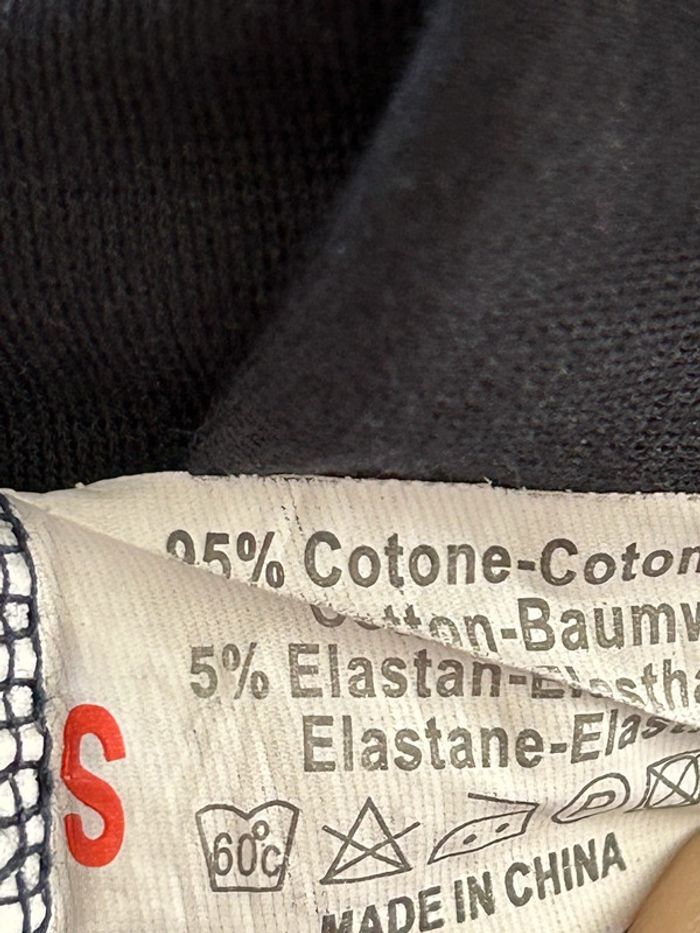 95% Cotone-Coton
Cotton-Baumw
5% Elastan-Elastha
Elastane-Elas
S
60°c P
MADE IN CHINA